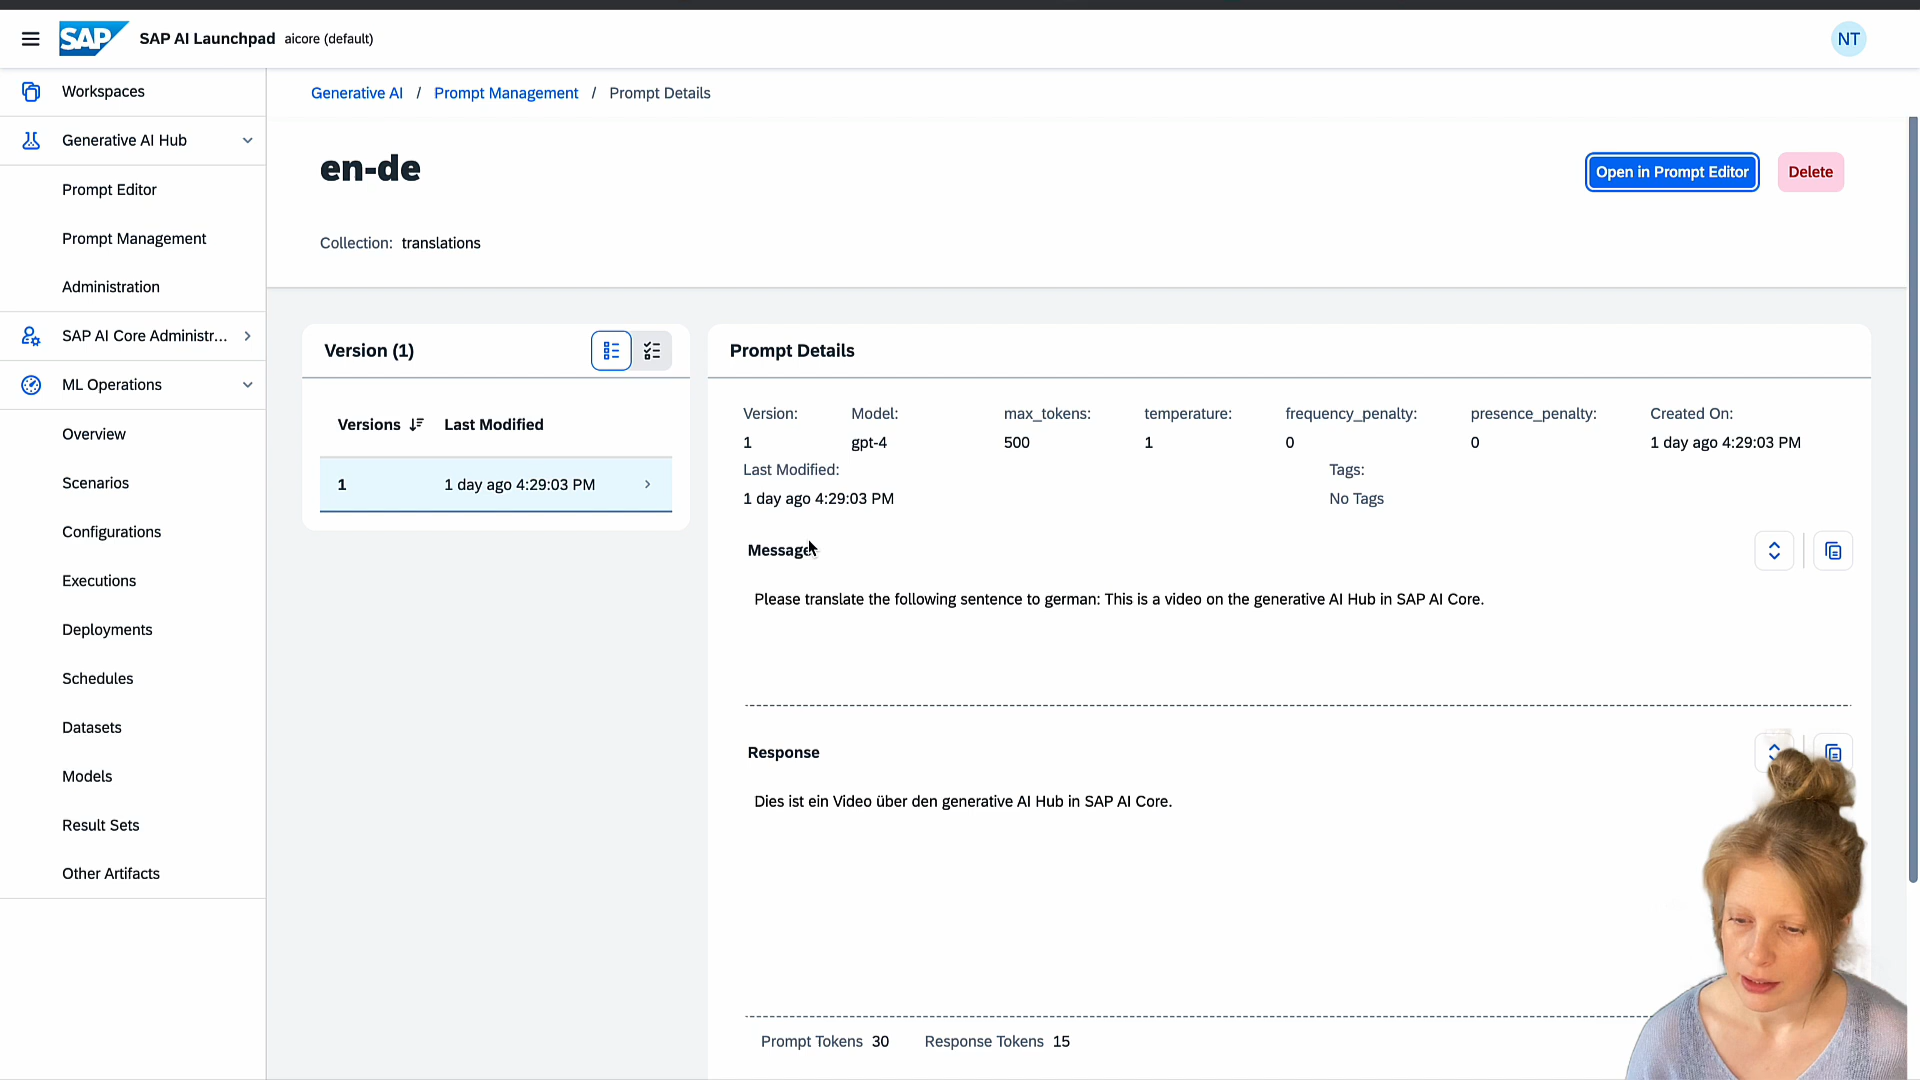 SAP SAP AI Launchpad aicore (default) NT
Workspaces
Generative AI Hub
Prompt Editor
Prompt Management
Administration
SAP AI Core Administr...
ML Operations
Overview
Scenarios
Configurations
Executions
Deployments
Schedules
Datasets
Models
Result Sets
Other Artifacts
Generative AI / Prompt Management / Prompt Details
en-de
Open in Prompt Editor Delete
Collection: translations
Version (1)
Versions Last Modified
1 1 day ago 4:29:03 PM
Prompt Details
Version: Model: max_tokens: temperature: frequency_penalty: presence_penalty: Created On:
1 gpt-4 500 1 0 0 1 day ago 4:29:03 PM
Last Modified: Tags:
1 day ago 4:29:03 PM No Tags
Message
Please translate the following sentence to german: This is a video on the generative AI Hub in SAP AI Core.
Response
Dies ist ein Video über den generative AI Hub in SAP AI Core.
Prompt Tokens 30 Response Tokens 15